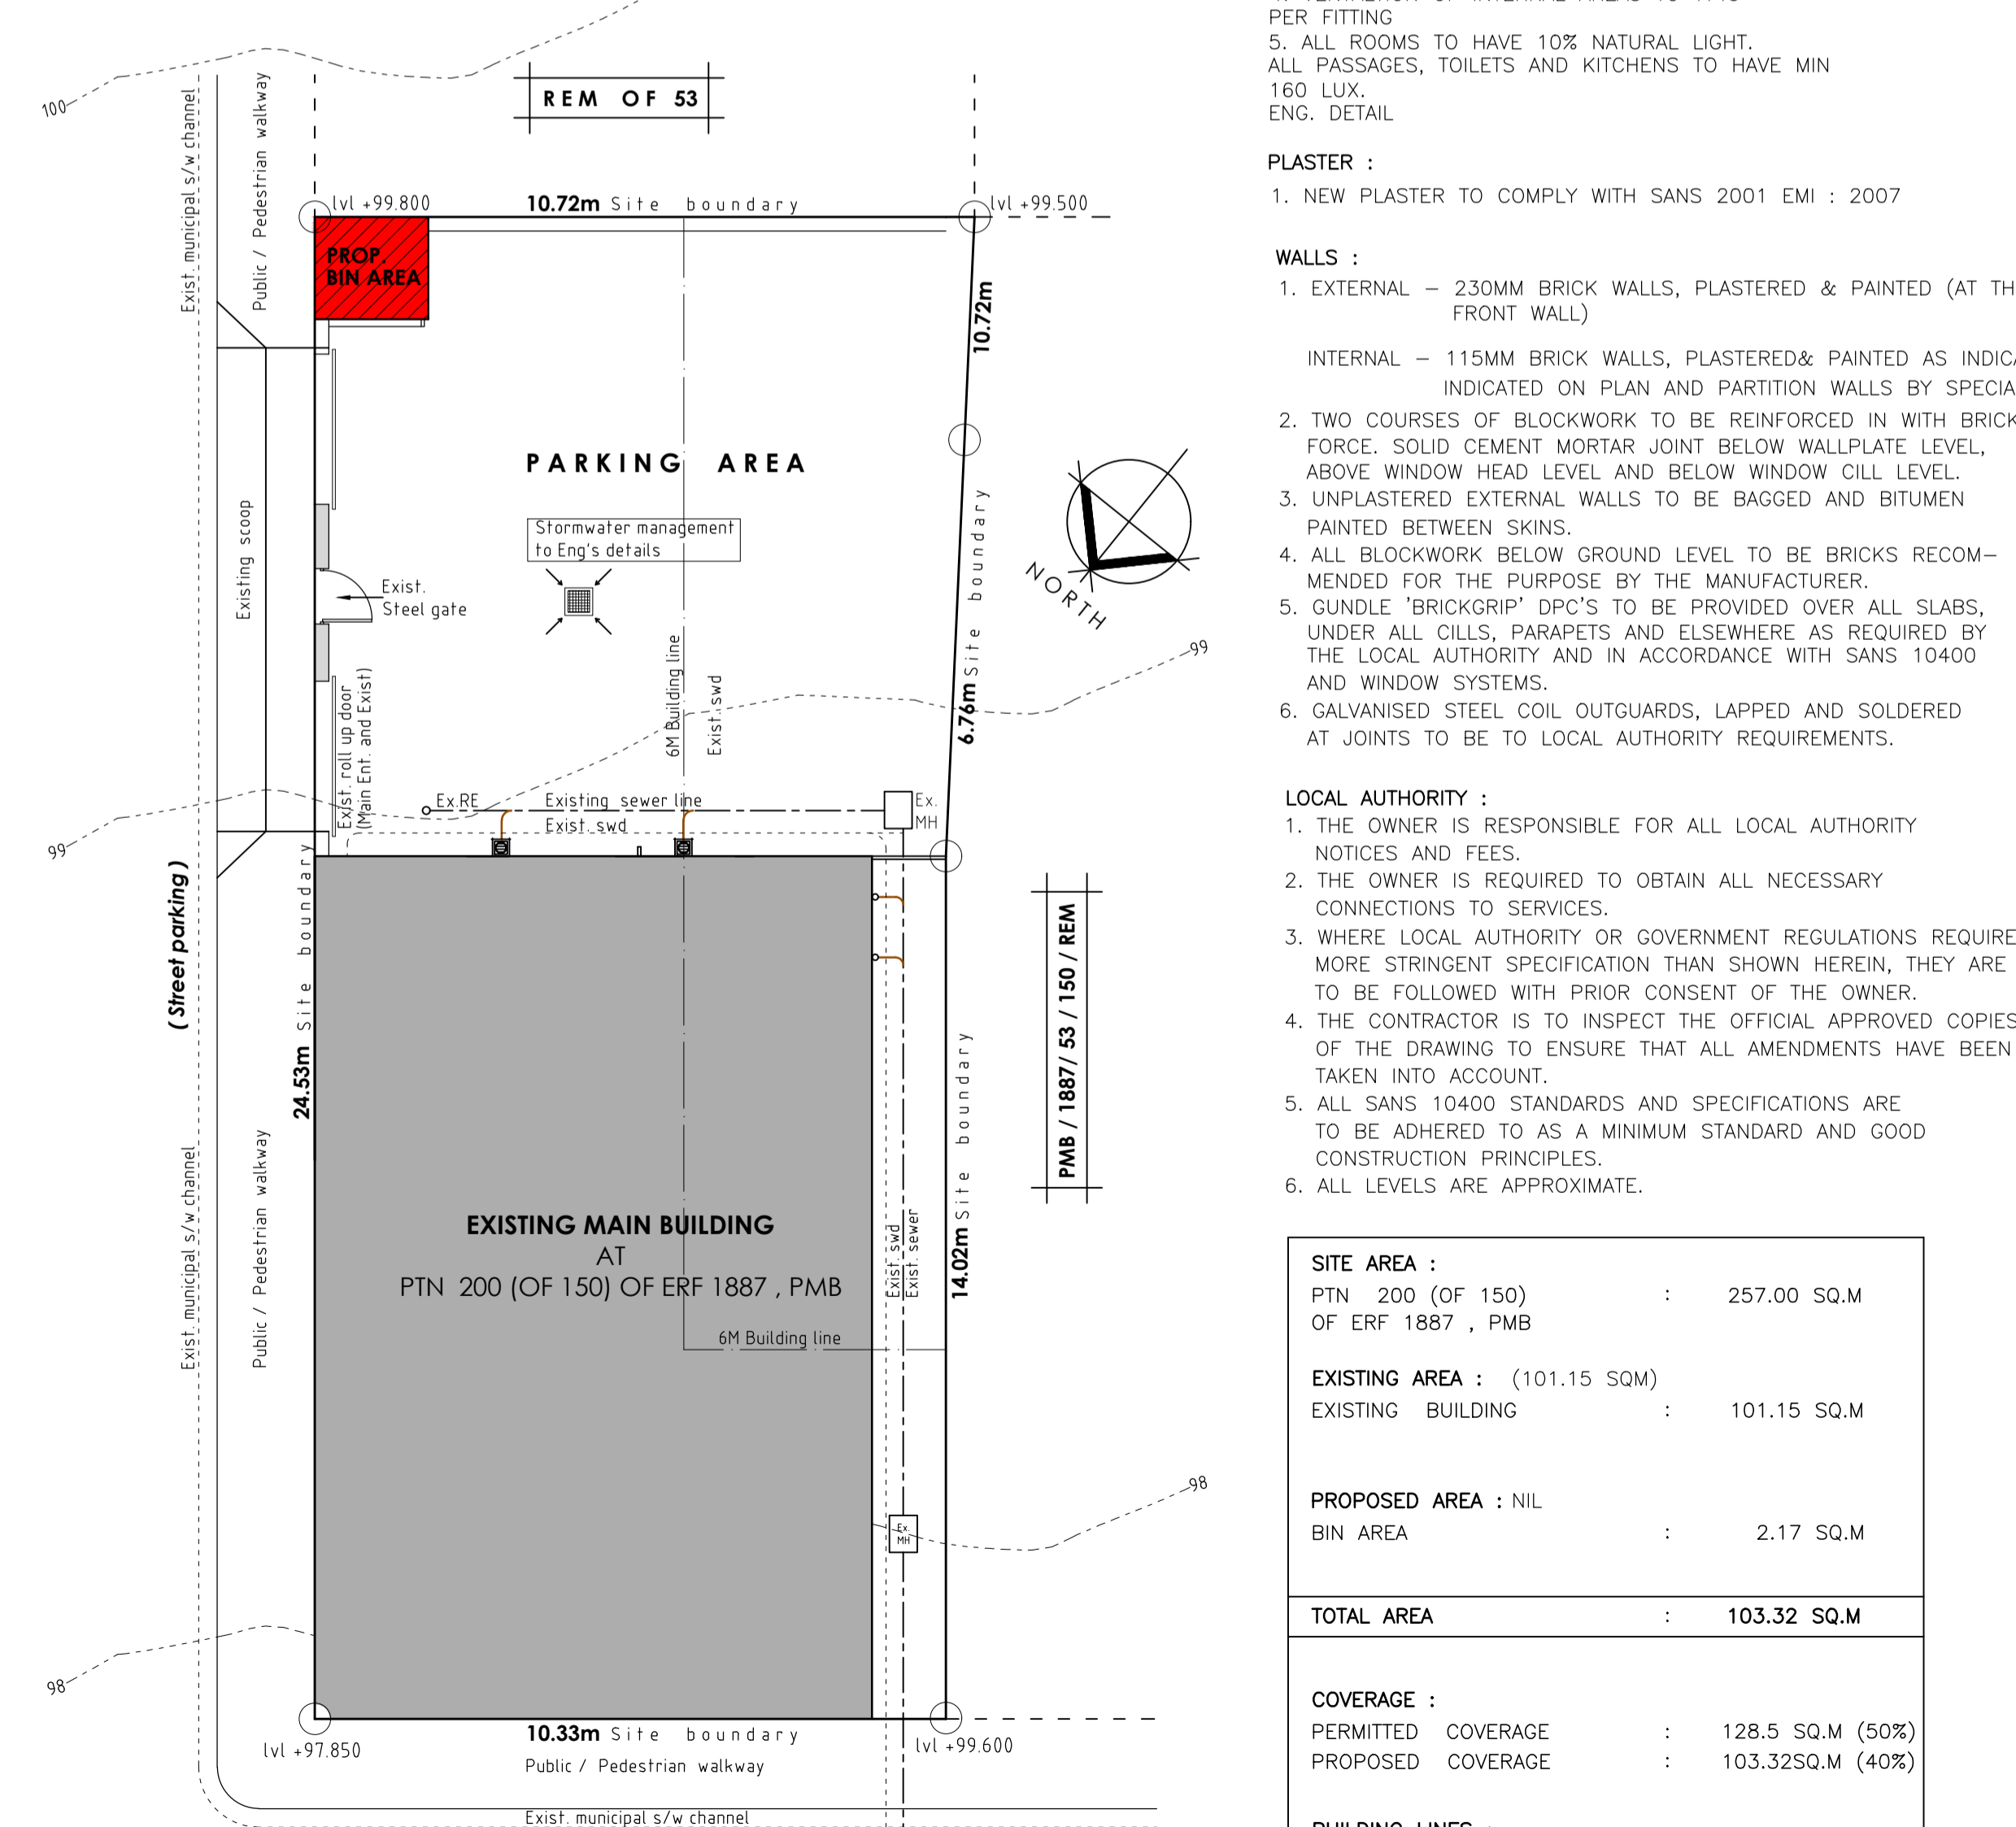 100
Exist. municipal s/w channel
Public / Pedestrian walkway
REM OF 53
lvl +99.800
10.72m Site boundary
lvl +99.500
PROP.
BIN AREA
10.72m
PARKING AREA
Stormwater management
to Eng's details
Existing scoop
Exist.
Steel gate
NORTH
6.76m Site boundary
99
6M Building line
Exist. swd
Exist. roll up door
(Main Ent. and Exist)
Ex.RE
Existing sewer line
Exist. swd
Ex.
MH
99
(Street parking)
24.53m Site boundary
PMB / 1887/ 53 / 150 / REM
14.02m Site boundary
Exist. municipal s/w channel
Public / Pedestrian walkway
EXISTING MAIN BUILDING
AT
PTN 200 (OF 150) OF ERF 1887 , PMB
Exist. swd
Exist. sewer
6M Building line
98
Ex.
MH
98
10.33m Site boundary
lvl +97.850
lvl +99.600
Public / Pedestrian walkway
Exist. municipal s/w channel
PER FITTING
5. ALL ROOMS TO HAVE 10% NATURAL LIGHT.
ALL PASSAGES, TOILETS AND KITCHENS TO HAVE MIN
160 LUX.
ENG. DETAIL
PLASTER :
1. NEW PLASTER TO COMPLY WITH SANS 2001 EMI : 2007
WALLS :
1. EXTERNAL – 230MM BRICK WALLS, PLASTERED & PAINTED (AT TH
FRONT WALL)
INTERNAL – 115MM BRICK WALLS, PLASTERED& PAINTED AS INDIC
INDICATED ON PLAN AND PARTITION WALLS BY SPECIA
2. TWO COURSES OF BLOCKWORK TO BE REINFORCED IN WITH BRICK
FORCE. SOLID CEMENT MORTAR JOINT BELOW WALLPLATE LEVEL,
ABOVE WINDOW HEAD LEVEL AND BELOW WINDOW CILL LEVEL.
3. UNPLASTERED EXTERNAL WALLS TO BE BAGGED AND BITUMEN
PAINTED BETWEEN SKINS.
4. ALL BLOCKWORK BELOW GROUND LEVEL TO BE BRICKS RECOM–
MENDED FOR THE PURPOSE BY THE MANUFACTURER.
5. GUNDLE 'BRICKGRIP' DPC'S TO BE PROVIDED OVER ALL SLABS,
UNDER ALL CILLS, PARAPETS AND ELSEWHERE AS REQUIRED BY
THE LOCAL AUTHORITY AND IN ACCORDANCE WITH SANS 10400
AND WINDOW SYSTEMS.
6. GALVANISED STEEL COIL OUTGUARDS, LAPPED AND SOLDERED
AT JOINTS TO BE TO LOCAL AUTHORITY REQUIREMENTS.
LOCAL AUTHORITY :
1. THE OWNER IS RESPONSIBLE FOR ALL LOCAL AUTHORITY
NOTICES AND FEES.
2. THE OWNER IS REQUIRED TO OBTAIN ALL NECESSARY
CONNECTIONS TO SERVICES.
3. WHERE LOCAL AUTHORITY OR GOVERNMENT REGULATIONS REQUIRE
MORE STRINGENT SPECIFICATION THAN SHOWN HEREIN, THEY ARE
TO BE FOLLOWED WITH PRIOR CONSENT OF THE OWNER.
4. THE CONTRACTOR IS TO INSPECT THE OFFICIAL APPROVED COPIES
OF THE DRAWING TO ENSURE THAT ALL AMENDMENTS HAVE BEEN
TAKEN INTO ACCOUNT.
5. ALL SANS 10400 STANDARDS AND SPECIFICATIONS ARE
TO BE ADHERED TO AS A MINIMUM STANDARD AND GOOD
CONSTRUCTION PRINCIPLES.
6. ALL LEVELS ARE APPROXIMATE.
SITE AREA :
PTN 200 (OF 150) : 257.00 SQ.M
OF ERF 1887 , PMB
EXISTING AREA : (101.15 SQM)
EXISTING BUILDING : 101.15 SQ.M
PROPOSED AREA : NIL
BIN AREA : 2.17 SQ.M
TOTAL AREA : 103.32 SQ.M
COVERAGE :
PERMITTED COVERAGE : 128.5 SQ.M (50%)
PROPOSED COVERAGE : 103.32SQ.M (40%)